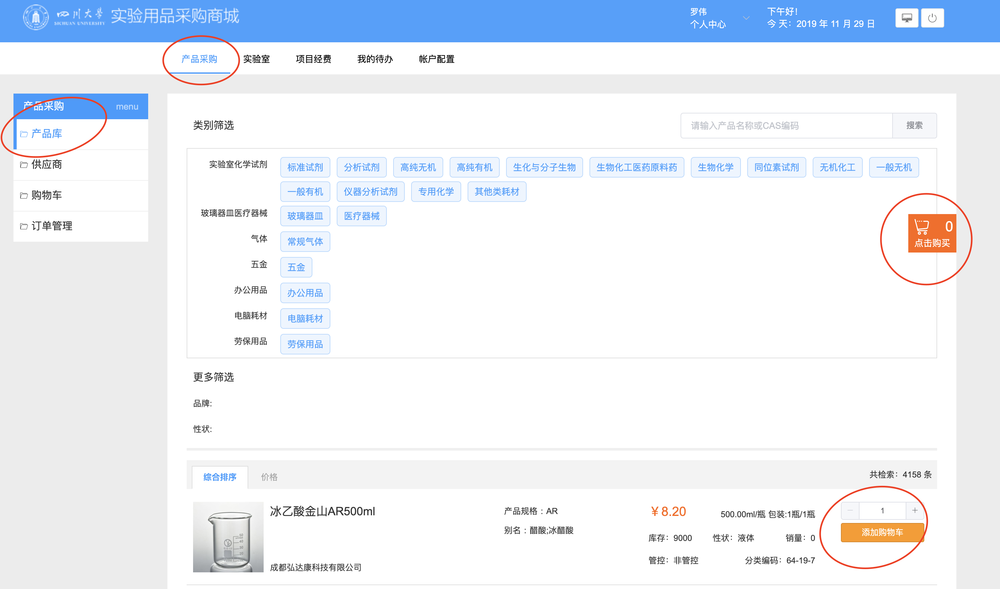 四川大学
SICHUAN UNIVERSITY
实验用品采购商城
罗伟
个人中心
下午好！
今 天：2019 年 11 月 29 日
产品采购 实验室 项目经费 我的待办 帐户配置
产品采购 menu
产品库
供应商
购物车
订单管理
类别筛选
请输入产品名称或CAS编码 搜索
实验室化学试剂 标准试剂 分析试剂 高纯无机 高纯有机 生化与分子生物 生物化工医药原料药 生物化学 同位素试剂 无机化工 一般无机
一般有机 仪器分析试剂 专用化学 其他类耗材
玻璃器皿医疗器械 玻璃器皿 医疗器械
气体 常规气体
五金 五金
办公用品 办公用品
电脑耗材 电脑耗材
劳保用品 劳保用品
0
点击购买
更多筛选
品牌:
性状:
综合排序 价格 共检索：4158 条
冰乙酸金山AR500ml
产品规格：AR
别名：醋酸;冰醋酸
￥8.20 500.00ml/瓶 包装:1瓶/1瓶
库存：9000 性状：液体 销量：0
管控：非管控 分类编码：64-19-7
− 1 +
添加购物车
50
APPROX
40
30
20
GG-17
成都弘达康科技有限公司